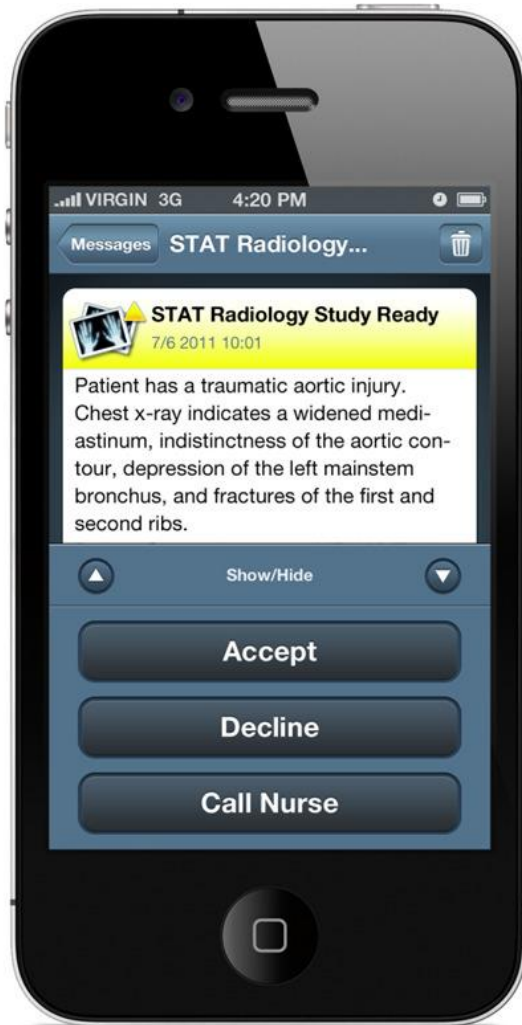 VIRGIN 3G 4:20 PM
Messages STAT Radiology...
STAT Radiology Study Ready
7/6 2011 10:01
Patient has a traumatic aortic injury.
Chest x-ray indicates a widened medi-
astinum, indistinctness of the aortic con-
tour, depression of the left mainstem
bronchus, and fractures of the first and
second ribs.
Show/Hide
Accept
Decline
Call Nurse